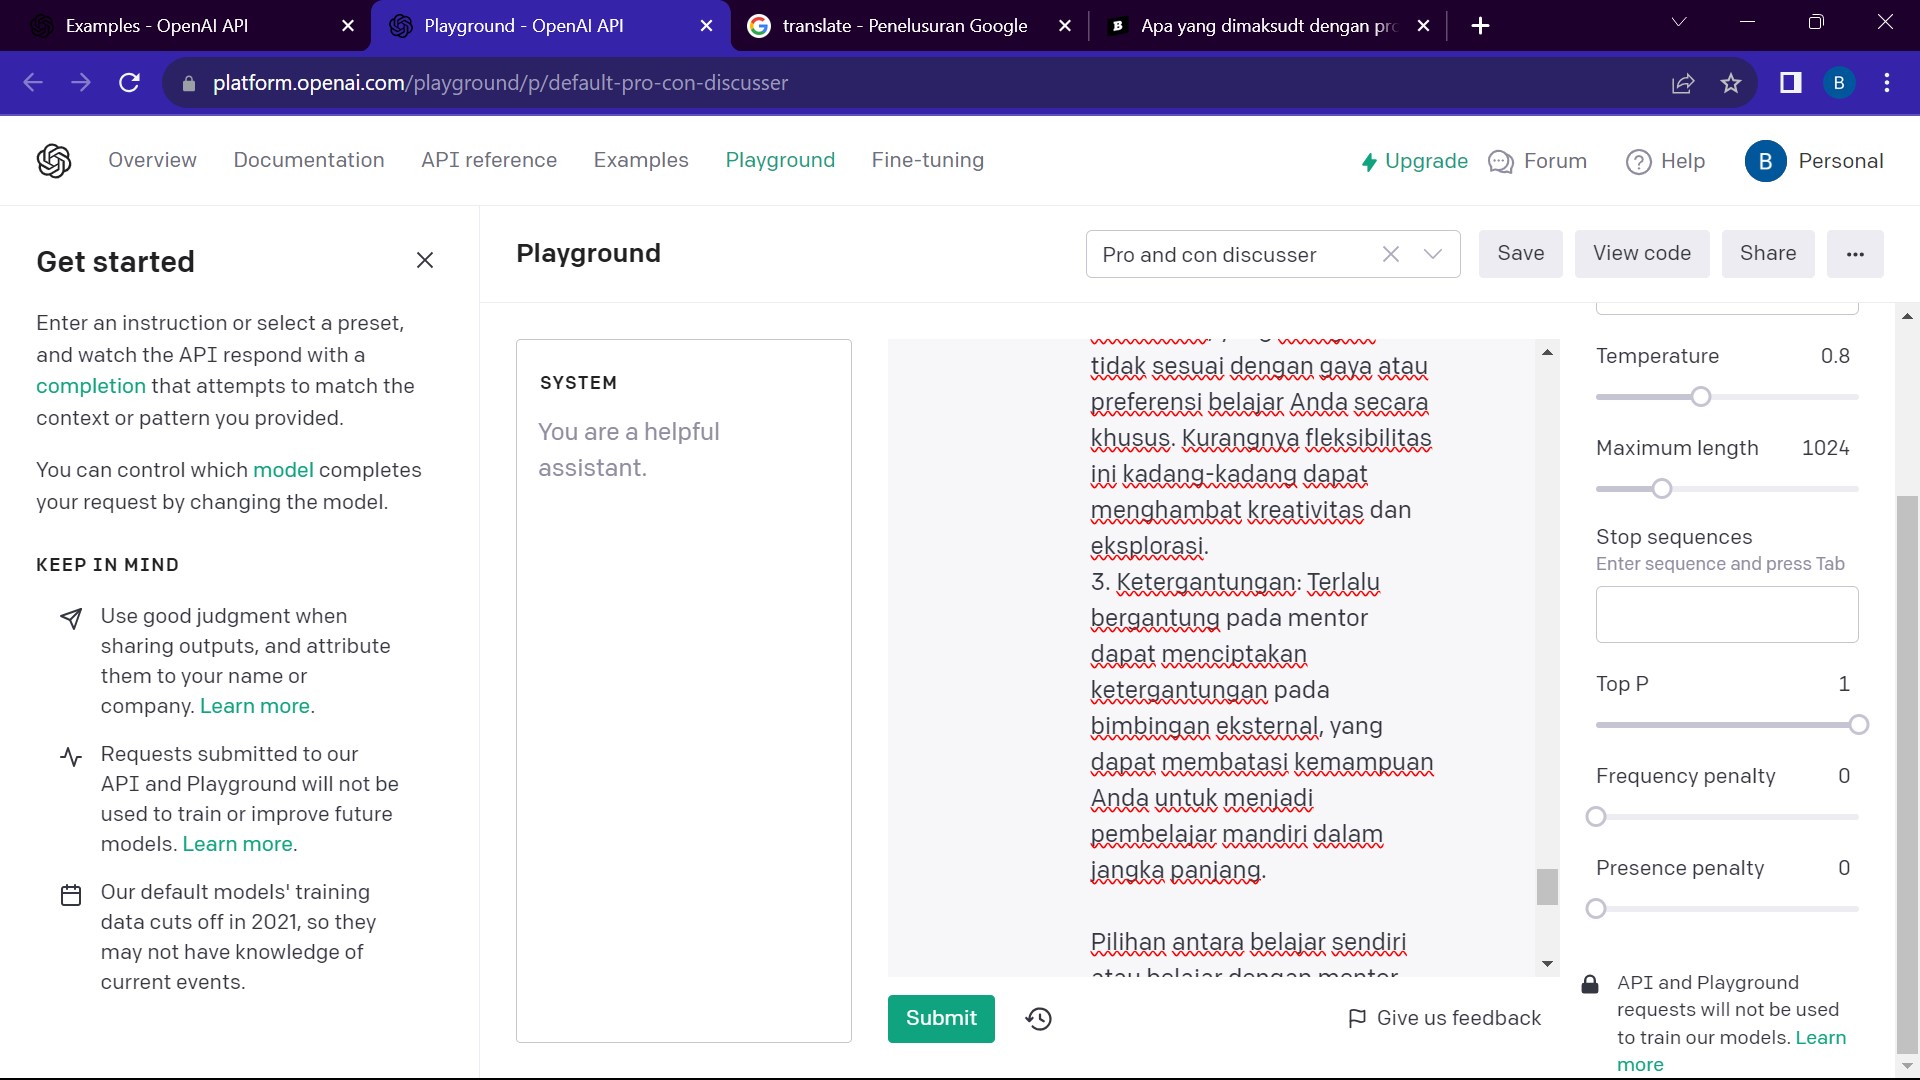 Examples - OpenAI API
Playground - OpenAI API
translate - Penelusuran Google
Apa yang dimaksudt dengan pro
platform.openai.com/playground/p/default-pro-con-discusser
B
Overview
Documentation
API reference
Examples
Playground
Fine-tuning
Upgrade
Forum
Help
B
Personal
Get started
Enter an instruction or select a preset,
and watch the API respond with a
completion that attempts to match the
context or pattern you provided.
You can control which model completes
your request by changing the model.
KEEP IN MIND
Use good judgment when
sharing outputs, and attribute
them to your name or
company. Learn more.
Requests submitted to our
API and Playground will not be
used to train or improve future
models. Learn more.
Our default models' training
data cuts off in 2021, so they
may not have knowledge of
current events.
Playground
Pro and con discusser
Save
View code
Share
SYSTEM
You are a helpful
assistant.
tidak sesuai dengan gaya atau
preferensi belajar Anda secara
khusus. Kurangnya fleksibilitas
ini kadang-kadang dapat
menghambat kreativitas dan
eksplorasi.
3. Ketergantungan: Terlalu
bergantung pada mentor
dapat menciptakan
ketergantungan pada
bimbingan eksternal, yang
dapat membatasi kemampuan
Anda untuk menjadi
pembelajar mandiri dalam
jangka panjang.
Pilihan antara belajar sendiri
atau belajar dengan mentor
Submit
Give us feedback
Temperature 0.8
Maximum length 1024
Stop sequences
Enter sequence and press Tab
Top P 1
Frequency penalty 0
Presence penalty 0
API and Playground
requests will not be used
to train our models. Learn
more